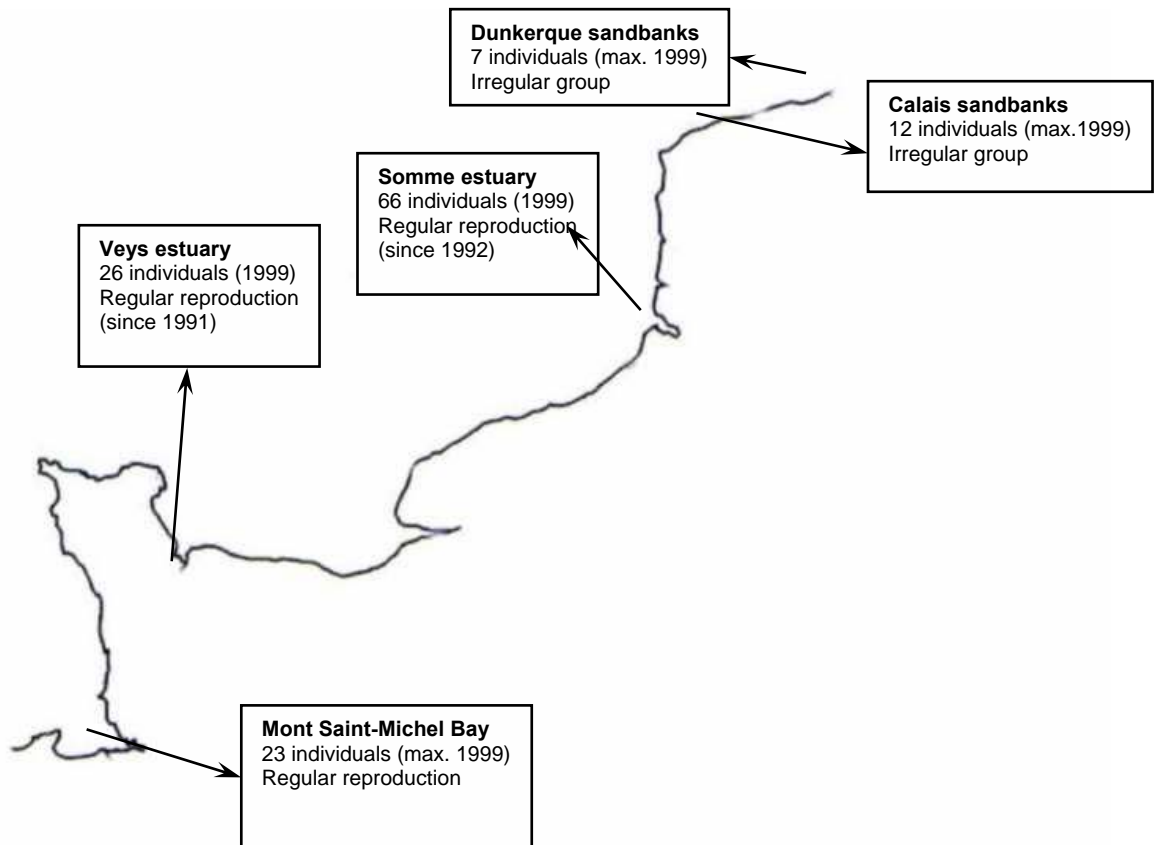 Dunkerque sandbanks
7 individuals (max. 1999)
Irregular group
Calais sandbanks
12 individuals (max.1999)
Irregular group
Somme estuary
66 individuals (1999)
Regular reproduction
(since 1992)
Veys estuary
26 individuals (1999)
Regular reproduction
(since 1991)
Mont Saint-Michel Bay
23 individuals (max. 1999)
Regular reproduction